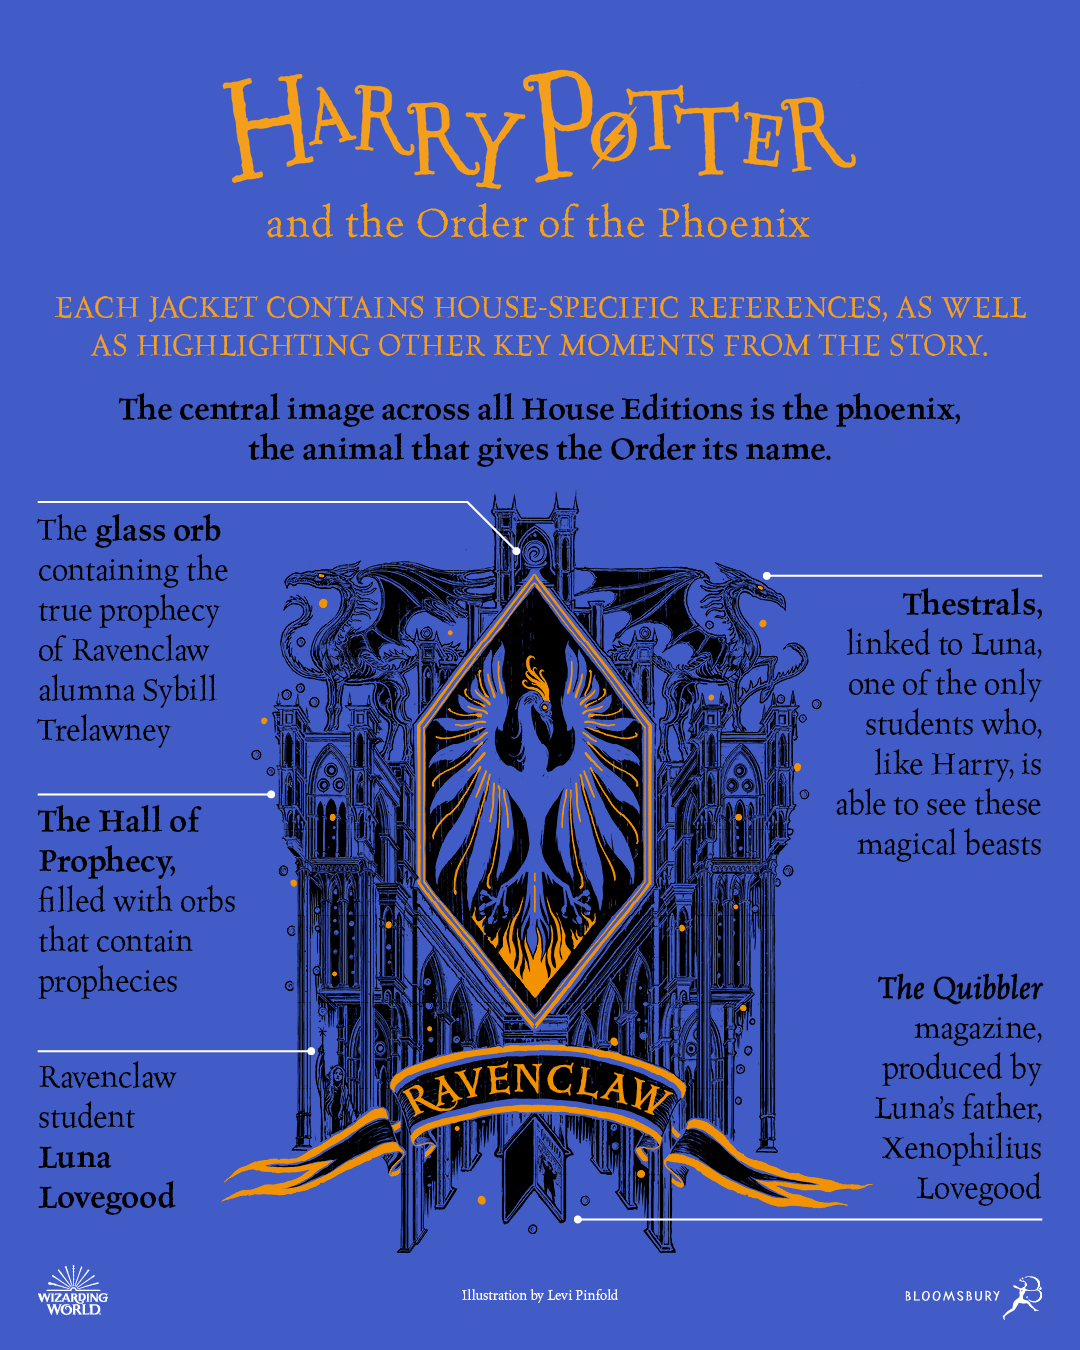 HARRY POTTER
and the Order of the Phoenix
EACH JACKET CONTAINS HOUSE-SPECIFIC REFERENCES, AS WELL
AS HIGHLIGHTING OTHER KEY MOMENTS FROM THE STORY.
The central image across all House Editions is the phoenix,
the animal that gives the Order its name.
The glass orb
containing the
true prophecy
of Ravenclaw
alumna Sybill
Trelawney
The Hall of
Prophecy,
filled with orbs
that contain
prophecies
Ravenclaw
student
Luna
Lovegood
Thestrals,
linked to Luna,
one of the only
students who,
like Harry, is
able to see these
magical beasts
The Quibbler
magazine,
produced by
Luna's father,
Xenophilius
Lovegood
RAVENCLAW
WIZARDING
WORLD
Illustration by Levi Pinfold
BLOOMSBURY